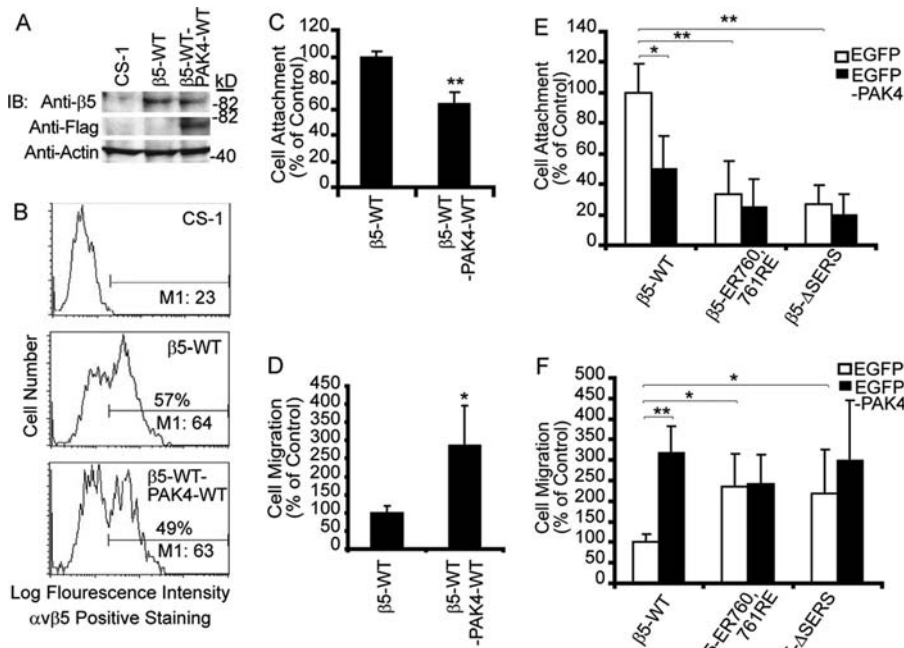 A
CS-1
β5-WT
β5-WT-
PAK4-WT
kD
IB: Anti-β5
-82
-82
Anti-Flag
Anti-Actin
-40
B
CS-1
M1: 23
β5-WT
57%
M1: 64
β5-WT-
PAK4-WT
49%
M1: 63
Cell Number
Log Flourescence Intensity
αvβ5 Positive Staining
C
Cell Attachment
(% of Control)
120
100
80
60
40
20
0
**
β5-WT
β5-WT
-PAK4-WT
D
Cell Migration
(% of Control)
450
400
350
300
250
200
150
100
50
0
*
β5-WT
β5-WT
-PAK4-WT
E
Cell Attachment
(% of Control)
140
120
100
80
60
40
20
0
**
**
*
EGFP
EGFP
-PAK4
β5-WT
β5-ER760,
761RE
β5-ΔSERS
F
Cell Migration
(% of Control)
500
450
400
350
300
250
200
150
100
50
0
*
*
**
EGFP
EGFP
-PAK4
β5-WT
5-ER760,
761RE
-ΔSERS